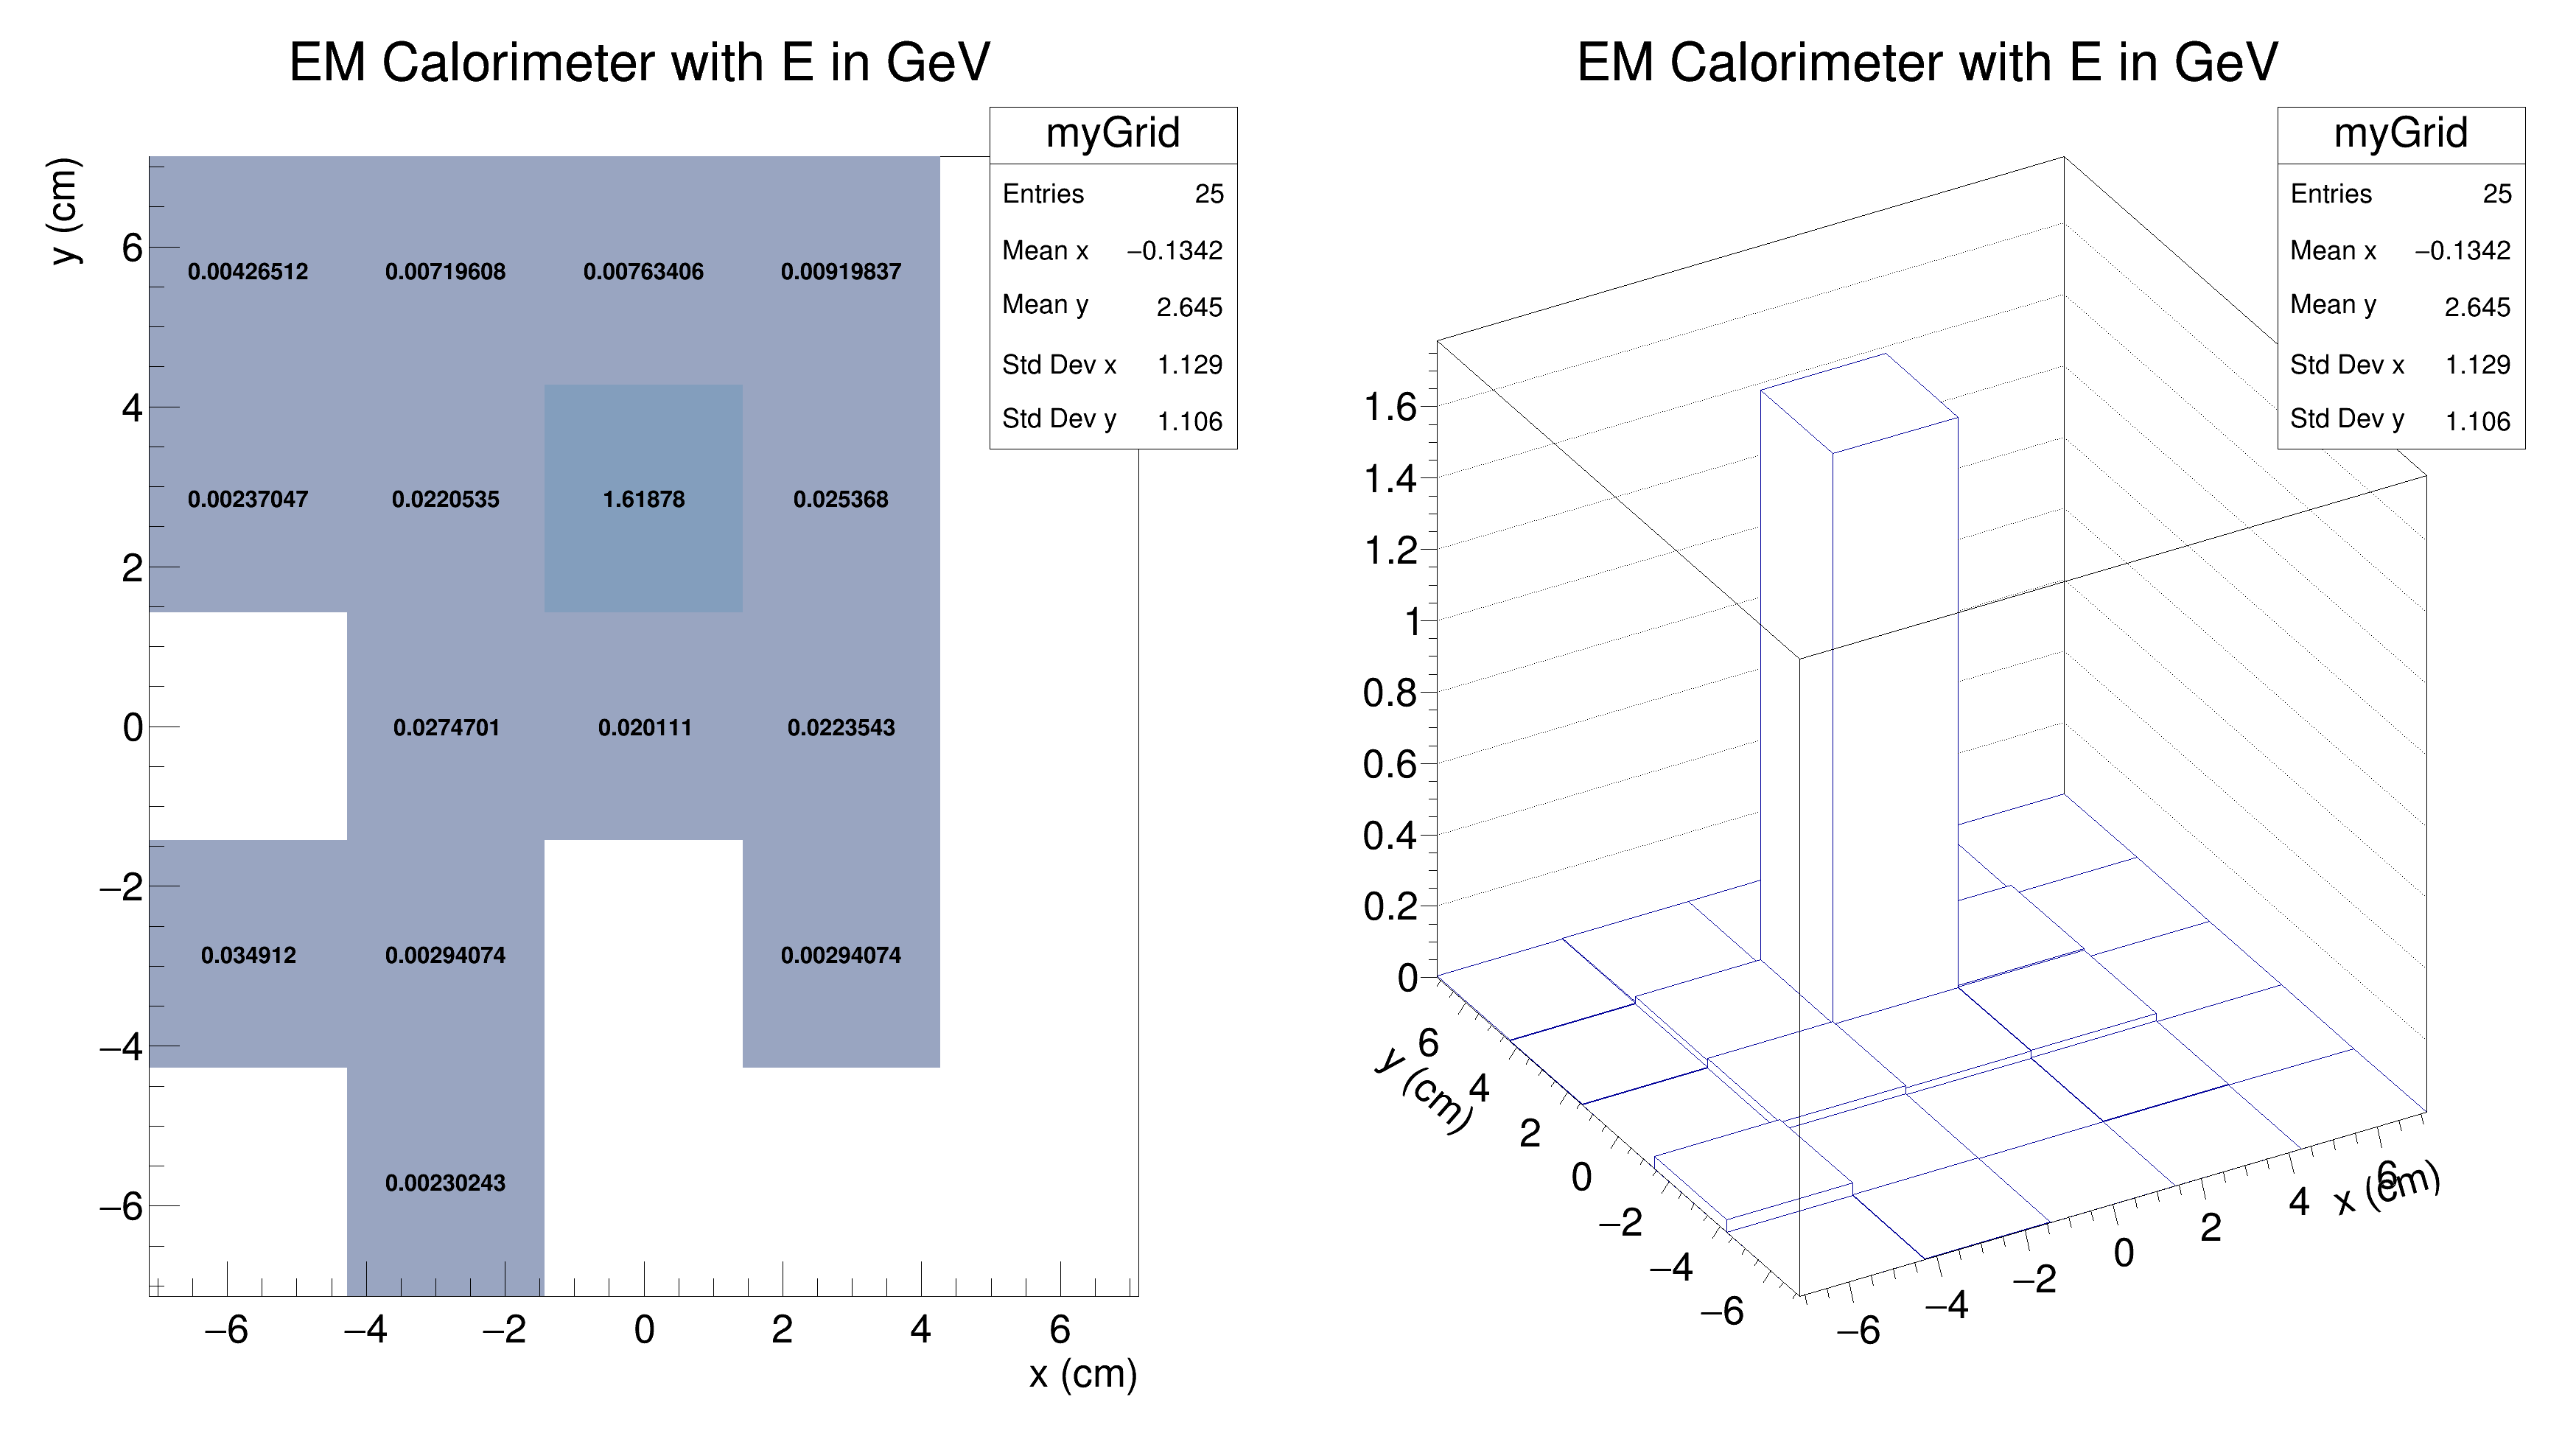 EM Calorimeter with E in GeV
myGrid
Entries 25
Mean x −0.1342
Mean y 2.645
Std Dev x 1.129
Std Dev y 1.106
y (cm)
6
4
2
0
−2
−4
−6
0.00426512 0.00719608 0.00763406 0.00919837
0.00237047 0.0220535 1.61878 0.025368
0.0274701 0.020111 0.0223543
0.034912 0.00294074 0.00294074
0.00230243
−6 −4 −2 0 2 4 6
x (cm)
EM Calorimeter with E in GeV
myGrid
Entries 25
Mean x −0.1342
Mean y 2.645
Std Dev x 1.129
Std Dev y 1.106
1.6
1.4
1.2
1
0.8
0.6
0.4
0.2
0
6
4
2
0
−2
−4
−6
y (cm)
−6 −4 −2 0 2 4 6
x (cm)